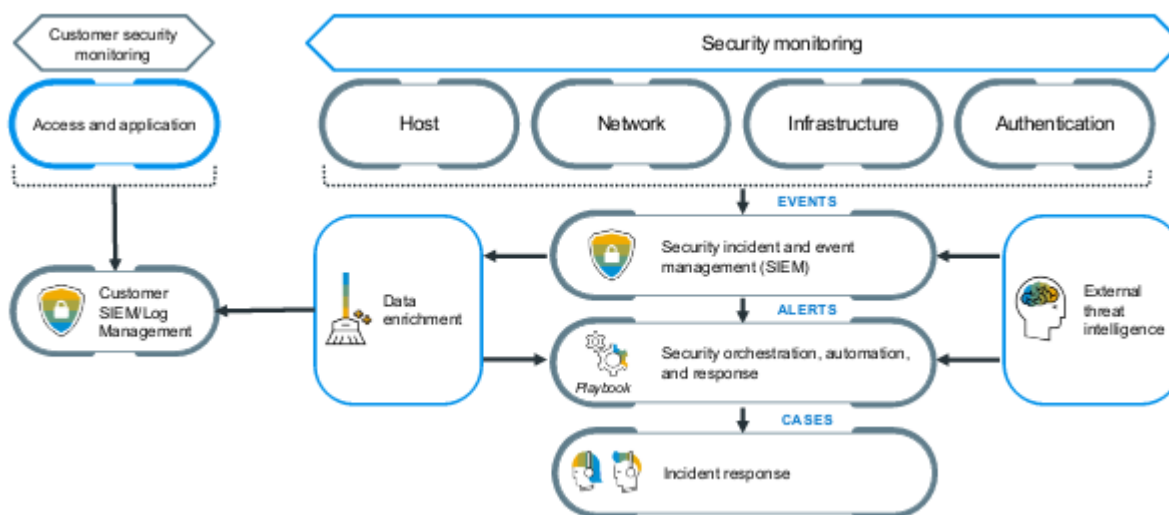 Customer security
monitoring
Security monitoring
Access and application
Host
Network
Infrastructure
Authentication
EVENTS
Security incident and event
management (SIEM)
Customer
SIEM/Log
Management
Data
enrichment
External
threat
intelligence
ALERTS
Security orchestration, automation,
and response
Playbook
CASES
Incident response